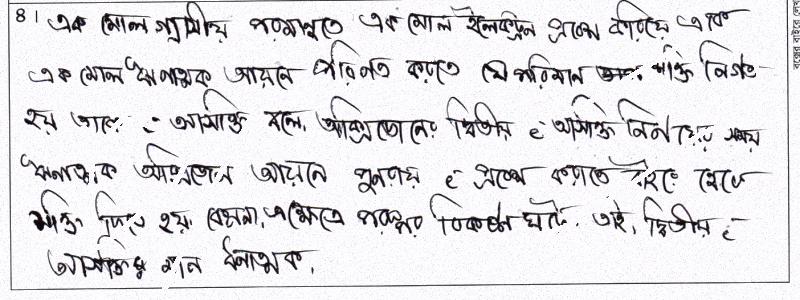 ৪। এক মোল গ্যাসীয় পরমাণুতে এক মোল ইলেকট্রন প্রবেশ করিয়ে একে
এক মোল ঋণাত্মক আয়নে পরিণত করতে যে পরিমান শক্তি নির্গত
হয় তাকে e⁻ আসক্তি বলে। অক্সিজেনের দ্বিতীয় e⁻ আসক্তি নির্ণয়ের সময়
ঋনাত্মক অক্সিজেন আয়নে পুনরায় e⁻ প্রবেশ করাতে বাইরে থেকে
শক্তি দিতে হয়। কেননা, এক্ষেত্রে পরস্পর বিকর্ষণ ঘটে। তাই, দ্বিতীয় e⁻
আসক্তির মান ধনাত্মক।